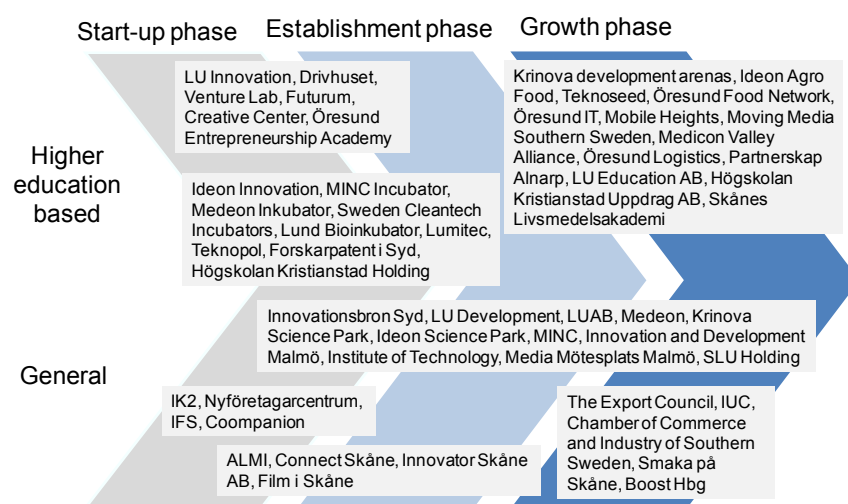 Start-up phase
Establishment phase
Growth phase
Higher
education
based
LU Innovation, Drivhuset,
Venture Lab, Futurum,
Creative Center, Öresund
Entrepreneurship Academy
Krinova development arenas, Ideon Agro
Food, Teknoseed, Öresund Food Network,
Öresund IT, Mobile Heights, Moving Media
Southern Sweden, Medicon Valley
Alliance, Öresund Logistics, Partnerskap
Alnarp, LU Education AB, Högskolan
Kristianstad Uppdrag AB, Skånes
Livsmedelsakademi
Ideon Innovation, MINC Incubator,
Medeon Inkubator, Sweden Cleantech
Incubators, Lund Bioinkubator, Lumitec,
Teknopol, Forskarpatent i Syd,
Högskolan Kristianstad Holding
Innovationsbron Syd, LU Development, LUAB, Medeon, Krinova
Science Park, Ideon Science Park, MINC, Innovation and Development
Malmö, Institute of Technology, Media Mötesplats Malmö, SLU Holding
General
IK2, Nyföretagarcentrum,
IFS, Coompanion
The Export Council, IUC,
Chamber of Commerce
and Industry of Southern
Sweden, Smaka på
Skåne, Boost Hbg
ALMI, Connect Skåne, Innovator Skåne
AB, Film i Skåne